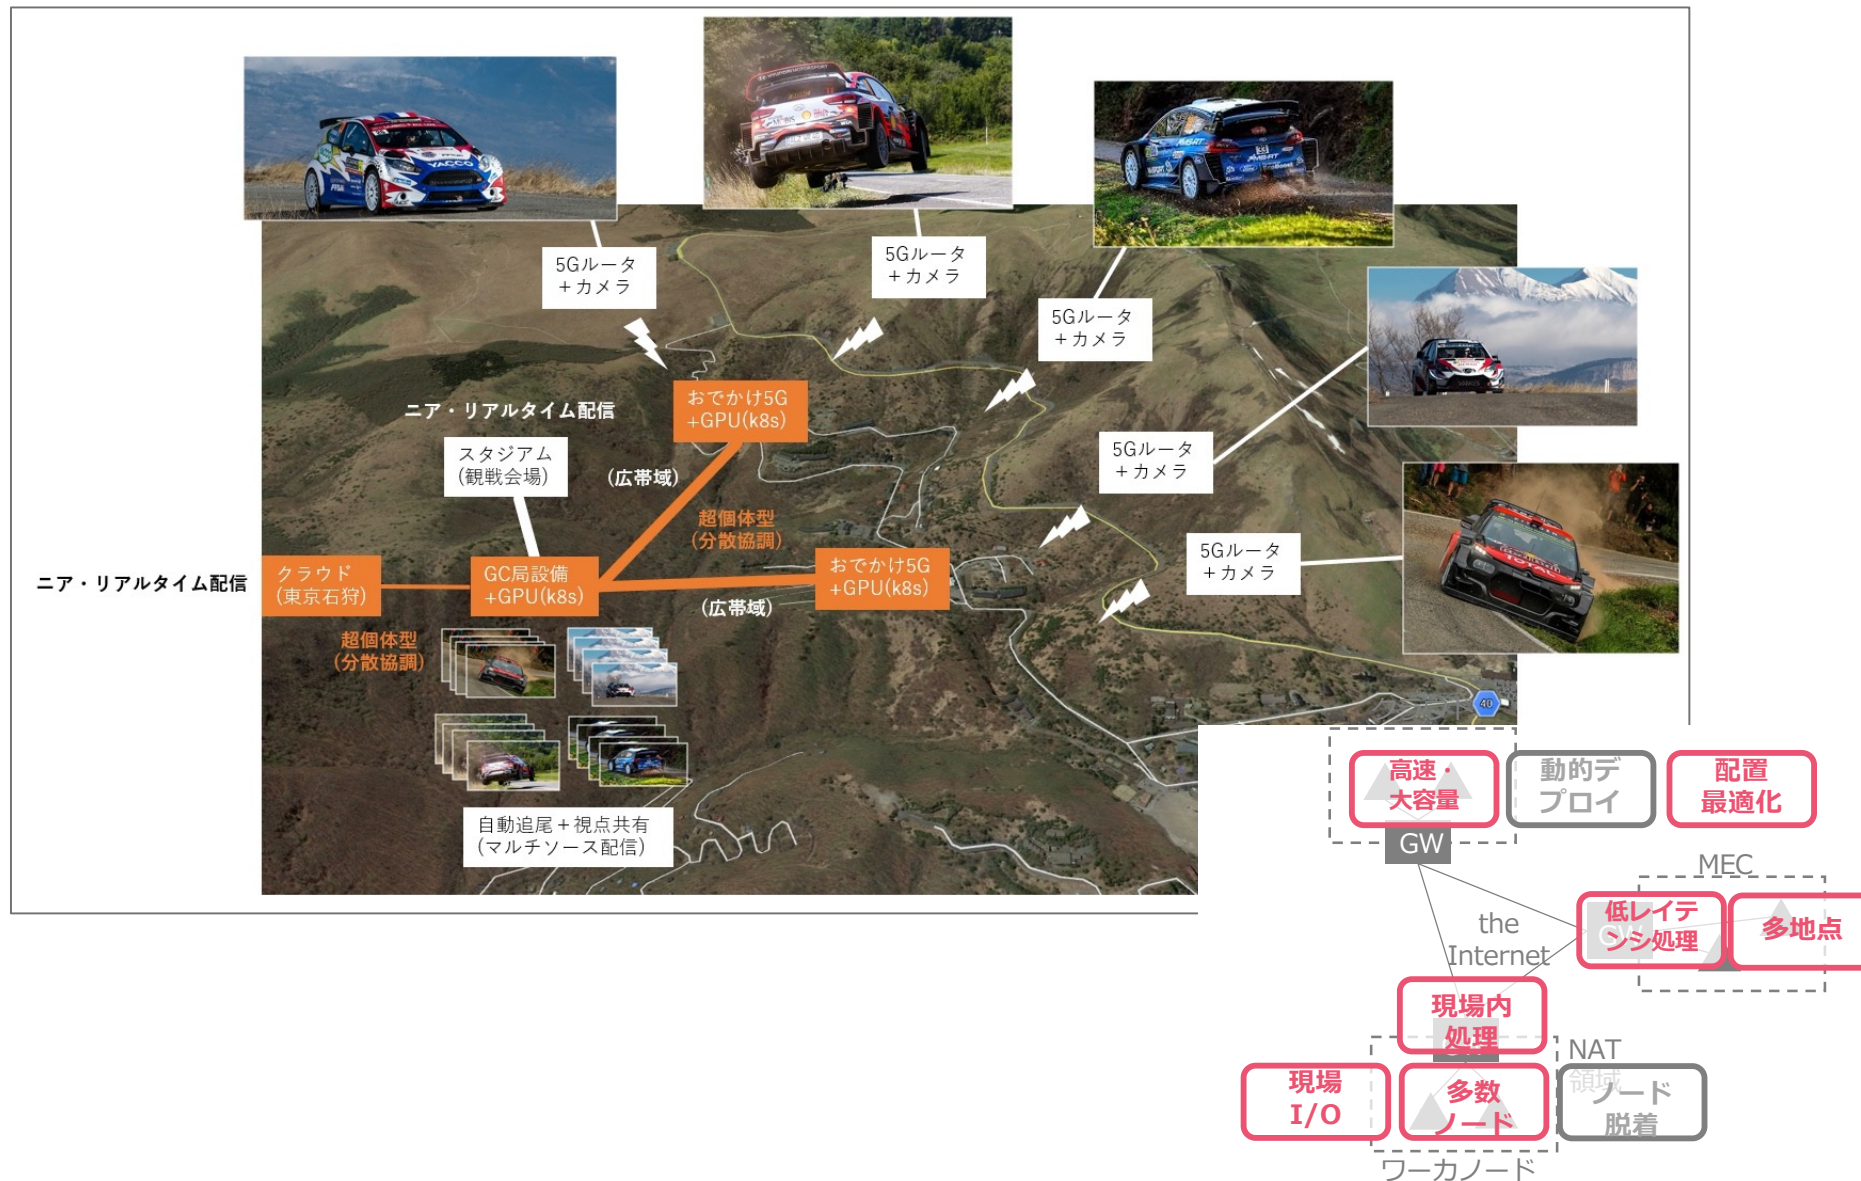 YACCO
5Gルータ
＋カメラ
5Gルータ
＋カメラ
5Gルータ
＋カメラ
5Gルータ
＋カメラ
5Gルータ
＋カメラ
33
TOTAL
おでかけ5G
+GPU(k8s)
ニア・リアルタイム配信
スタジアム
(観戦会場)
(広帯域)
超個体型
(分散協調)
おでかけ5G
+GPU(k8s)
(広帯域)
ニア・リアルタイム配信
クラウド
(東京石狩)
GC局設備
+GPU(k8s)
超個体型
(分散協調)
自動追尾＋視点共有
(マルチソース配信)
40
高速・
大容量
動的デ
プロイ
配置
最適化
GW
MEC
低レイテ
ンシ処理
GW
多地点
the
Internet
現場内
処理
NAT
領域
現場
I/O
多数
ノード
ノード
脱着
ワーカノード